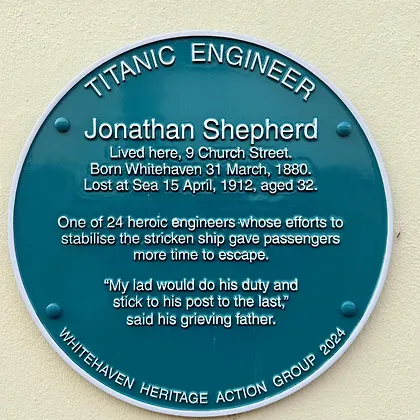 TITANIC ENGINEER
Jonathan Shepherd
Lived here, 9 Church Street.
Born Whitehaven 31 March, 1880.
Lost at Sea 15 April, 1912, aged 32.
One of 24 heroic engineers whose efforts to
stabilise the stricken ship gave passengers
more time to escape.
“My lad would do his duty and
stick to his post to the last,”
said his grieving father.
WHITEHAVEN HERITAGE ACTION GROUP 2024